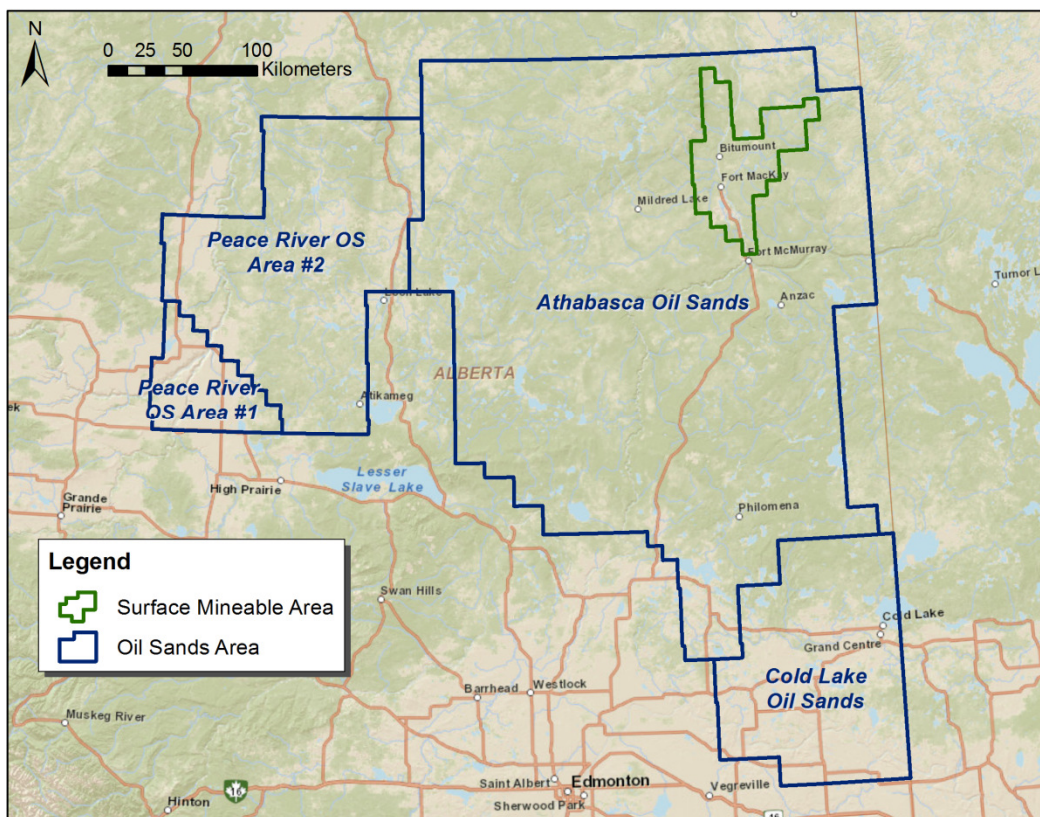 N
0 25 50 100
Kilometers
Bitumount
Fort MacKay
Mildred Lake
Peace River OS
Area #2
Fort McMurray
Turnor L
Loon Lake
Athabasca Oil Sands
Anzac
ALBERTA
Peace River
OS Area #1
Atikameg
ek
Lesser
Slave Lake
High Prairie
Grande
Prairie
Philomena
Legend
Surface Mineable Area
Oil Sands Area
Swan Hills
Cold Lake
Grand Centre
Cold Lake
Oil Sands
Barrhead
Westlock
Muskeg River
Saint Albert
Edmonton
Sherwood Park
Vegreville
Hinton
16
16